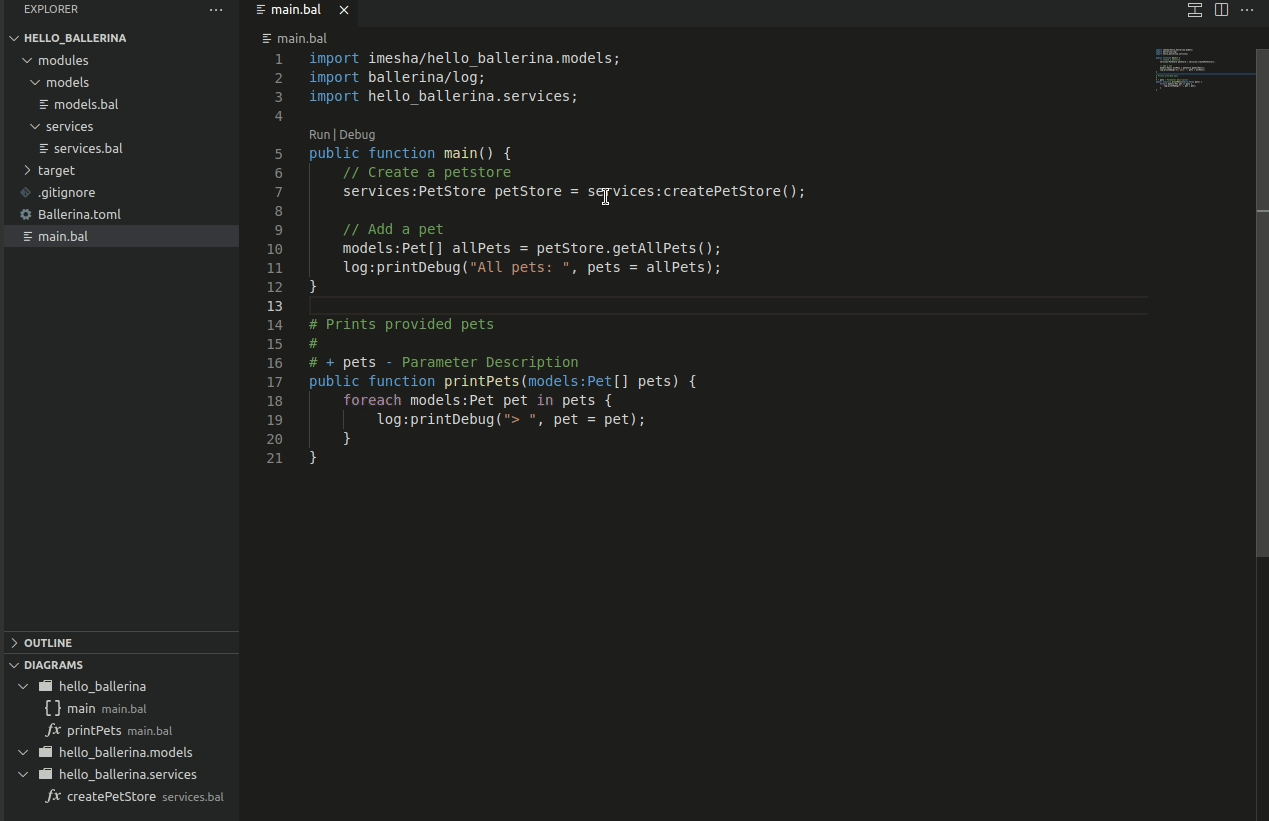 EXPLORER
HELLO_BALLERINA
modules
models
models.bal
services
services.bal
target
.gitignore
Ballerina.toml
main.bal
OUTLINE
DIAGRAMS
hello_ballerina
{ } main main.bal
fx printPets main.bal
hello_ballerina.models
hello_ballerina.services
fx createPetStore services.bal
main.bal
main.bal
1 import imesha/hello_ballerina.models;
2 import ballerina/log;
3 import hello_ballerina.services;
4
Run | Debug
5 public function main() {
6 // Create a petstore
7 services:PetStore petStore = services:createPetStore();
8
9 // Add a pet
10 models:Pet[] allPets = petStore.getAllPets();
11 log:printDebug("All pets: ", pets = allPets);
12 }
13
14 # Prints provided pets
15 #
16 # + pets - Parameter Description
17 public function printPets(models:Pet[] pets) {
18 foreach models:Pet pet in pets {
19 log:printDebug("> ", pet = pet);
20 }
21 }